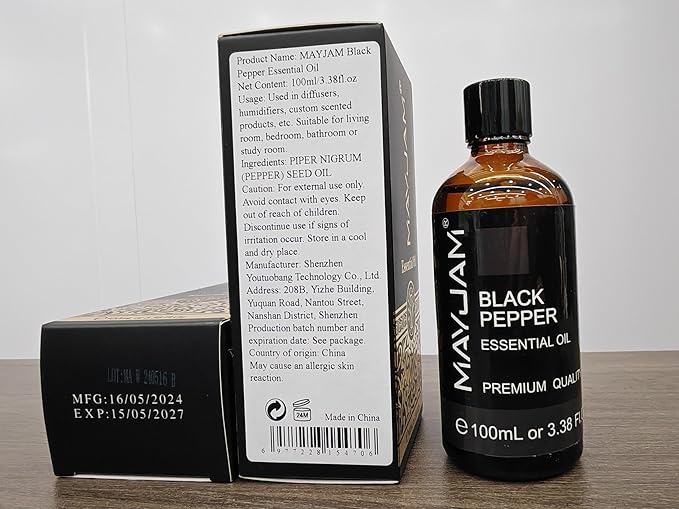 Product Name: MAYJAM Black
Pepper Essential Oil
Net Content: 100ml/3.38fl.oz
Usage: Used in diffusers,
humidifiers, custom scented
products, etc. Suitable for living
room, bedroom, bathroom or
study room.
Ingredients: PIPER NIGRUM
(PEPPER) SEED OIL
Caution: For external use only.
Avoid contact with eyes. Keep
out of reach of children.
Discontinue use if signs of
irritation occur. Store in a cool
and dry place.
Manufacturer: Shenzhen
Youtuobang Technology Co., Ltd.
Address: 208B, Yizhe Building,
Yuquan Road, Nantou Street,
Nanshan District, Shenzhen
Production batch number and
expiration date: See package.
Country of origin: China
May cause an allergic skin
reaction.
24M
Made in China
6 977228 154706
MAYJAM®
Essential Oil
LOT:MA W 240516 B
MFG:16/05/2024
EXP:15/05/2027
MAYJAM®
BLACK
PEPPER
ESSENTIAL OIL
PREMIUM QUALITY
℮100mL or 3.38 F